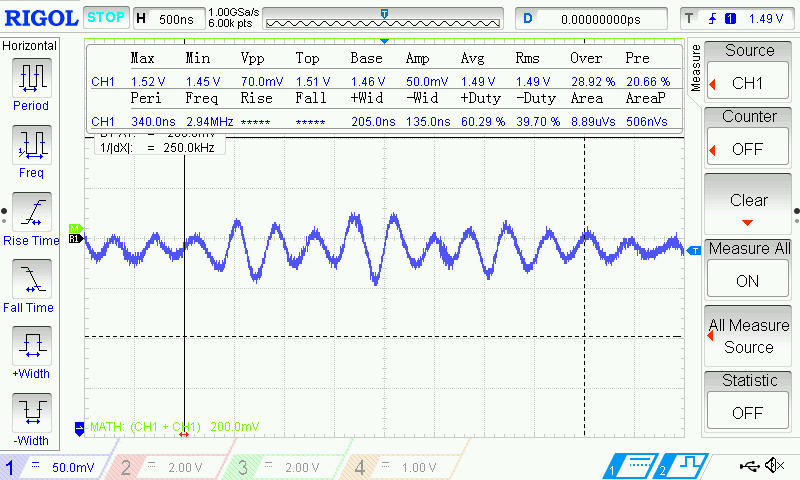 RIGOL STOP H 500ns 1.00GSa/s 6.00k pts D 0.00000000ps T 1 1.49 V
Horizontal
Period
Freq
Rise Time
Fall Time
+Width
-Width
Max Min Vpp Top Base Amp Avg Rms Over Pre
CH1 1.52 V 1.45 V 70.0mV 1.51 V 1.46 V 50.0mV 1.49 V 1.49 V 28.92 % 20.66 %
Peri Freq Rise Fall +Wid -Wid +Duty -Duty Area AreaP
CH1 340.0ns 2.94MHz ***** ***** 205.0ns 135.0ns 60.29 % 39.70 % 8.89uVs 506nVs
1/|dX|: = 250.0kHz
T
M
R1
T
MATH: (CH1 + CH1) 200.0mV
Measure
Source
CH1
Counter
OFF
Clear
Measure All
ON
All Measure
Source
Statistic
OFF
1 = 50.0mV 2 = 2.00 V 3 = 2.00 V 4 = 1.00 V 1 2